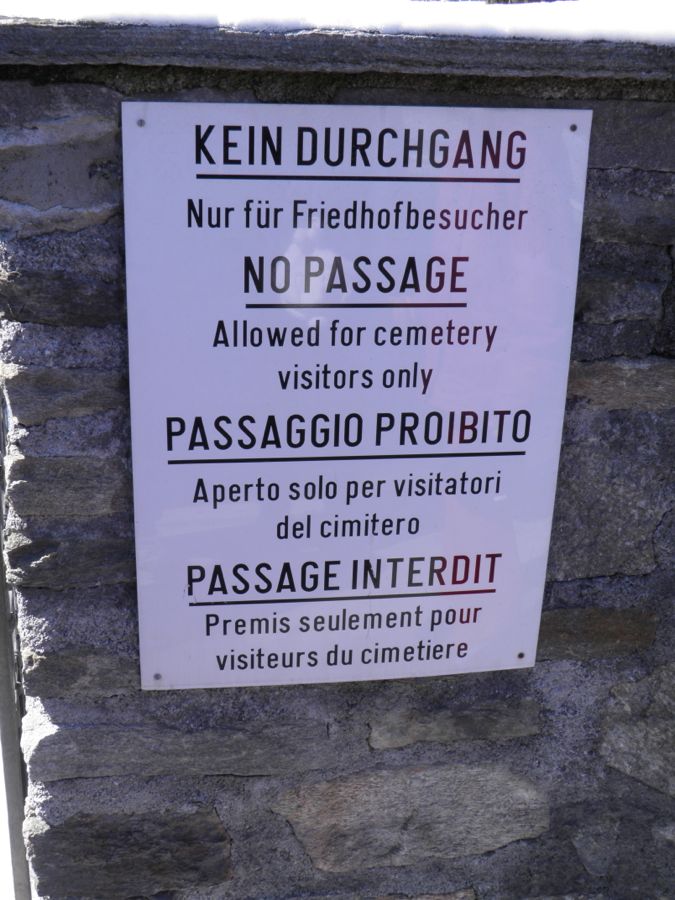 KEIN DURCHGANG
Nur für Friedhofbesucher
NO PASSAGE
Allowed for cemetery
visitors only
PASSAGGIO PROIBITO
Aperto solo per visitatori
del cimitero
PASSAGE INTERDIT
Premis seulement pour
visiteurs du cimetiere